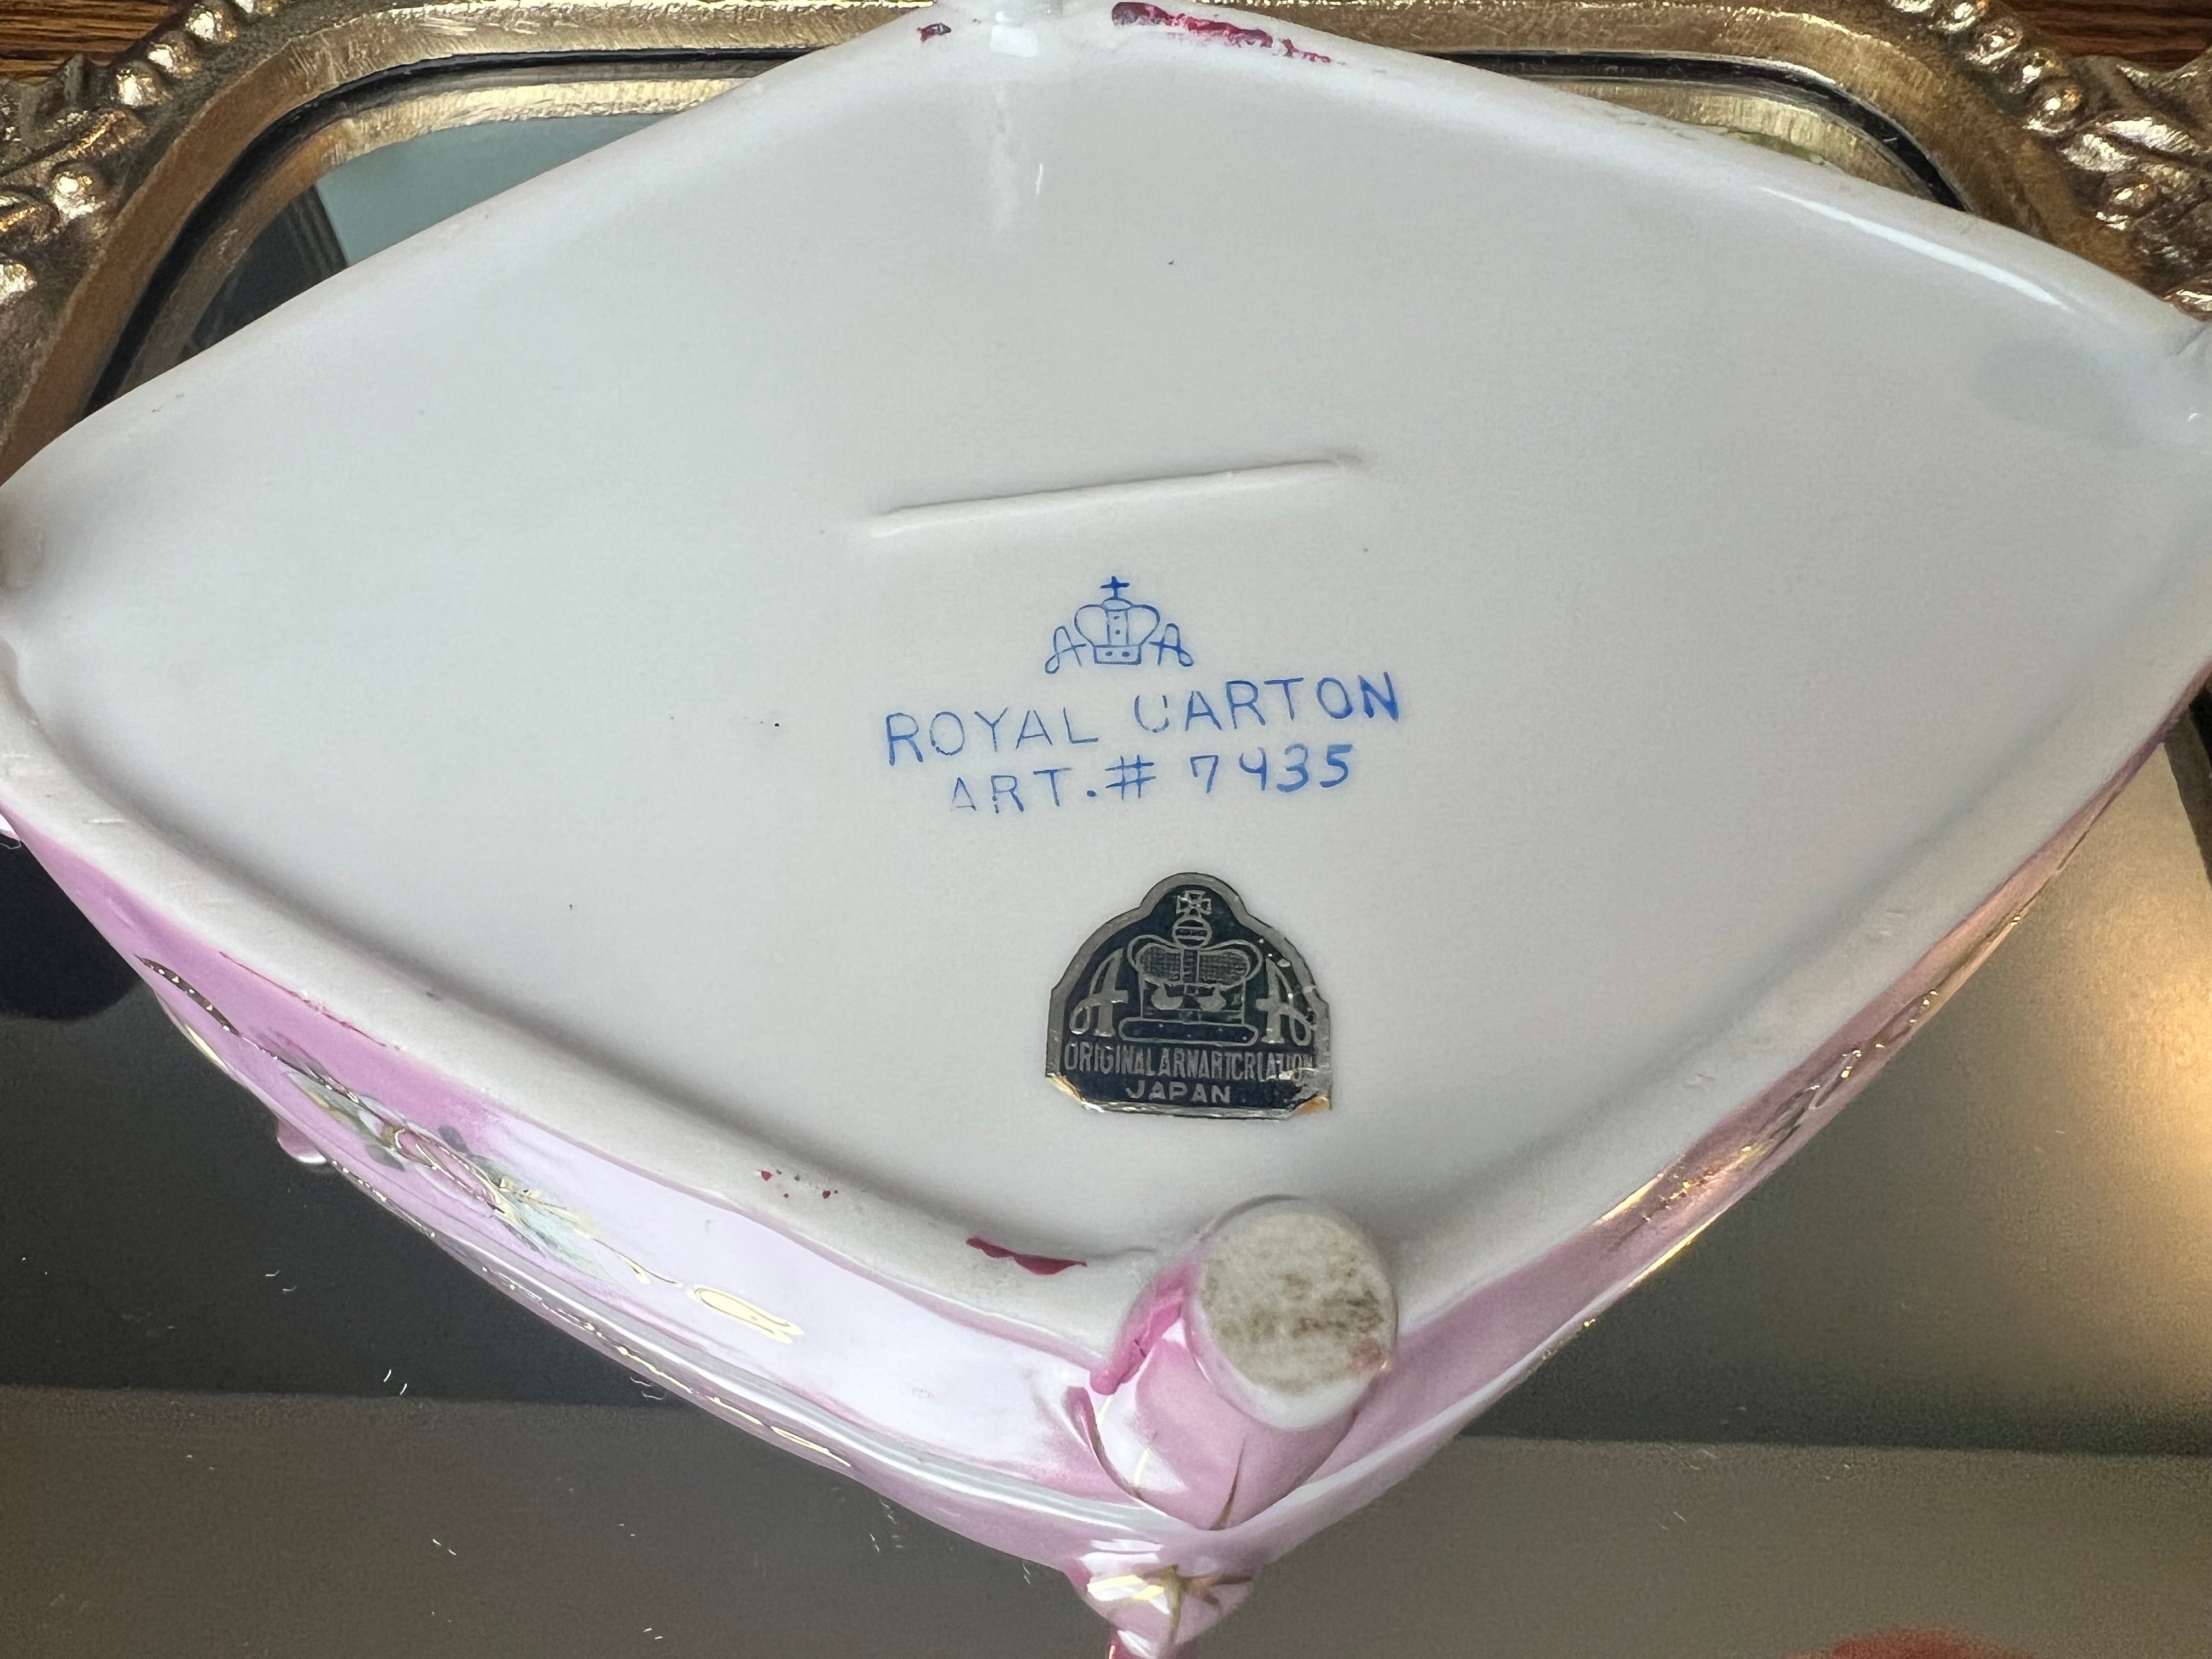 A A
ROYAL CARTON
ART.# 7435
A A
ORIGINAL ARNART CREATION
JAPAN